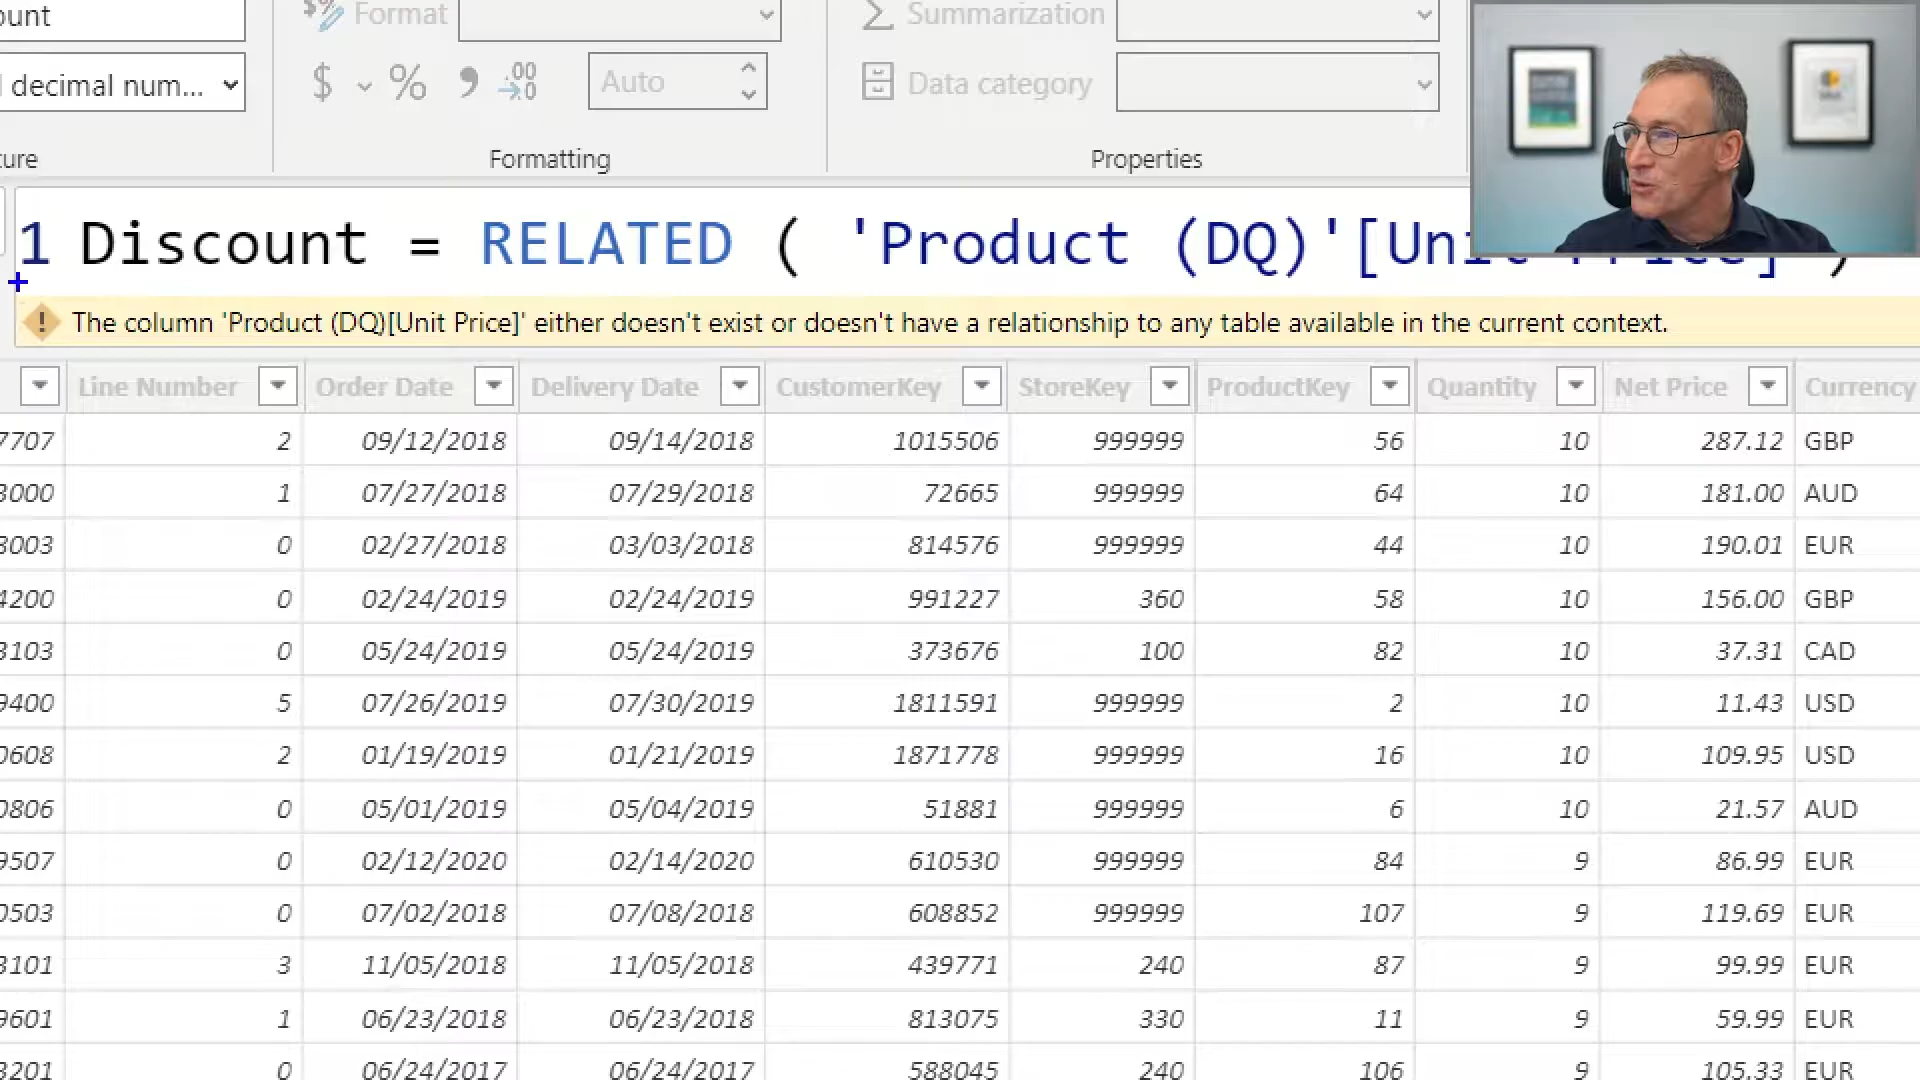 ount
Format
Summarization
decimal num...
$ % , .00
Auto
Data category
ture
Formatting
Properties
1 Discount = RELATED ( 'Product (DQ)'[Unit Price] )
The column 'Product (DQ)[Unit Price]' either doesn't exist or doesn't have a relationship to any table available in the current context.
Line Number Order Date Delivery Date CustomerKey StoreKey ProductKey Quantity Net Price Currency
7707 2 09/12/2018 09/14/2018 1015506 999999 56 10 287.12 GBP
3000 1 07/27/2018 07/29/2018 72665 999999 64 10 181.00 AUD
3003 0 02/27/2018 03/03/2018 814576 999999 44 10 190.01 EUR
4200 0 02/24/2019 02/24/2019 991227 360 58 10 156.00 GBP
3103 0 05/24/2019 05/24/2019 373676 100 82 10 37.31 CAD
9400 5 07/26/2019 07/30/2019 1811591 999999 2 10 11.43 USD
0608 2 01/19/2019 01/21/2019 1871778 999999 16 10 109.95 USD
0806 0 05/01/2019 05/04/2019 51881 999999 6 10 21.57 AUD
9507 0 02/12/2020 02/14/2020 610530 999999 84 9 86.99 EUR
0503 0 07/02/2018 07/08/2018 608852 999999 107 9 119.69 EUR
3101 3 11/05/2018 11/05/2018 439771 240 87 9 99.99 EUR
9601 1 06/23/2018 06/23/2018 813075 330 11 9 59.99 EUR
3201 0 06/24/2017 06/24/2017 588045 240 106 9 105.33 EUR